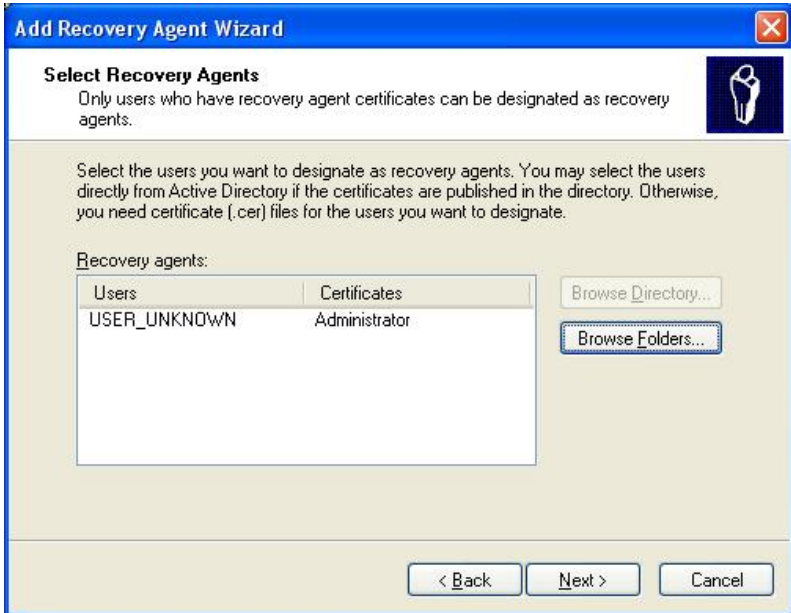 Add Recovery Agent Wizard
Select Recovery Agents
Only users who have recovery agent certificates can be designated as recovery
agents.
Select the users you want to designate as recovery agents. You may select the users
directly from Active Directory if the certificates are published in the directory. Otherwise,
you need certificate (.cer) files for the users you want to designate.
Recovery agents:
Users Certificates
USER_UNKNOWN Administrator
Browse Directory...
Browse Folders...
< Back Next > Cancel